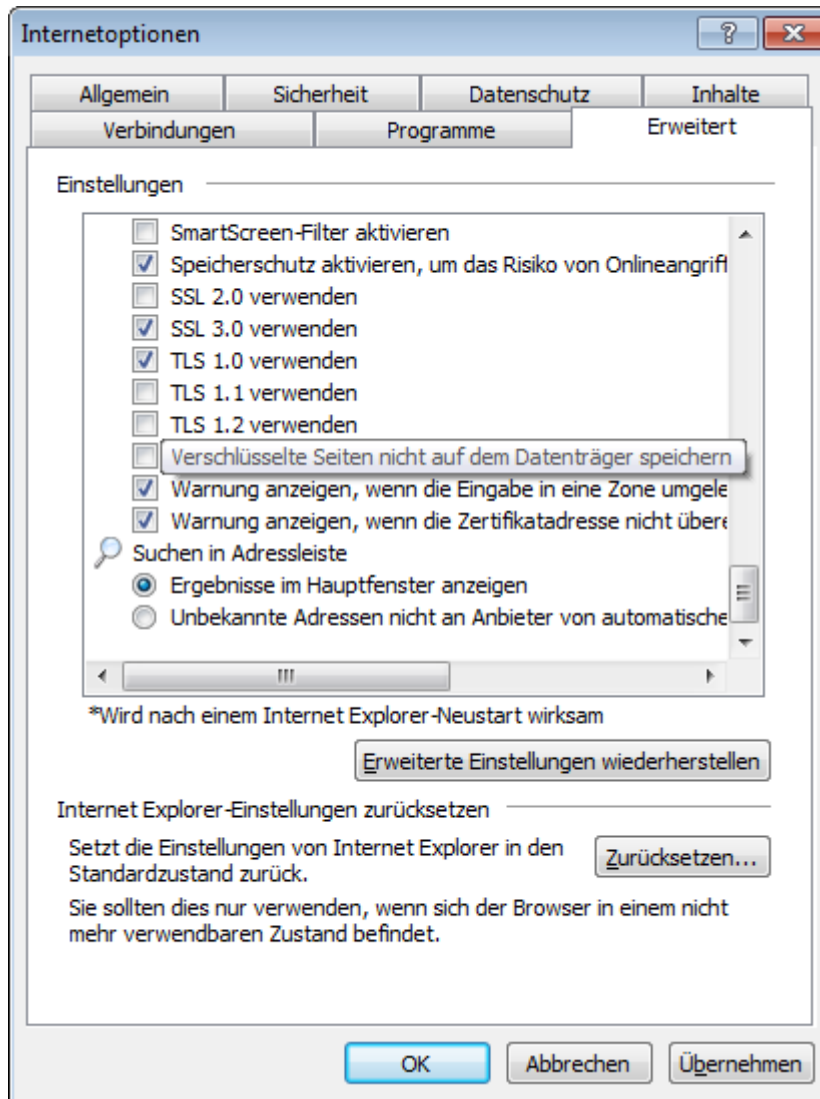 Internetoptionen
Allgemein Sicherheit Datenschutz Inhalte
Verbindungen Programme Erweitert
Einstellungen
SmartScreen-Filter aktivieren
Speicherschutz aktivieren, um das Risiko von Onlineangriff
SSL 2.0 verwenden
SSL 3.0 verwenden
TLS 1.0 verwenden
TLS 1.1 verwenden
TLS 1.2 verwenden
Verschlüsselte Seiten nicht auf dem Datenträger speichern
Warnung anzeigen, wenn die Eingabe in eine Zone umgele
Warnung anzeigen, wenn die Zertifikatadresse nicht übere
Suchen in Adressleiste
Ergebnisse im Hauptfenster anzeigen
Unbekannte Adressen nicht an Anbieter von automatische
*Wird nach einem Internet Explorer-Neustart wirksam
Erweiterte Einstellungen wiederherstellen
Internet Explorer-Einstellungen zurücksetzen
Setzt die Einstellungen von Internet Explorer in den
Standardzustand zurück.
Zurücksetzen...
Sie sollten dies nur verwenden, wenn sich der Browser in einem nicht
mehr verwendbaren Zustand befindet.
OK Abbrechen Übernehmen